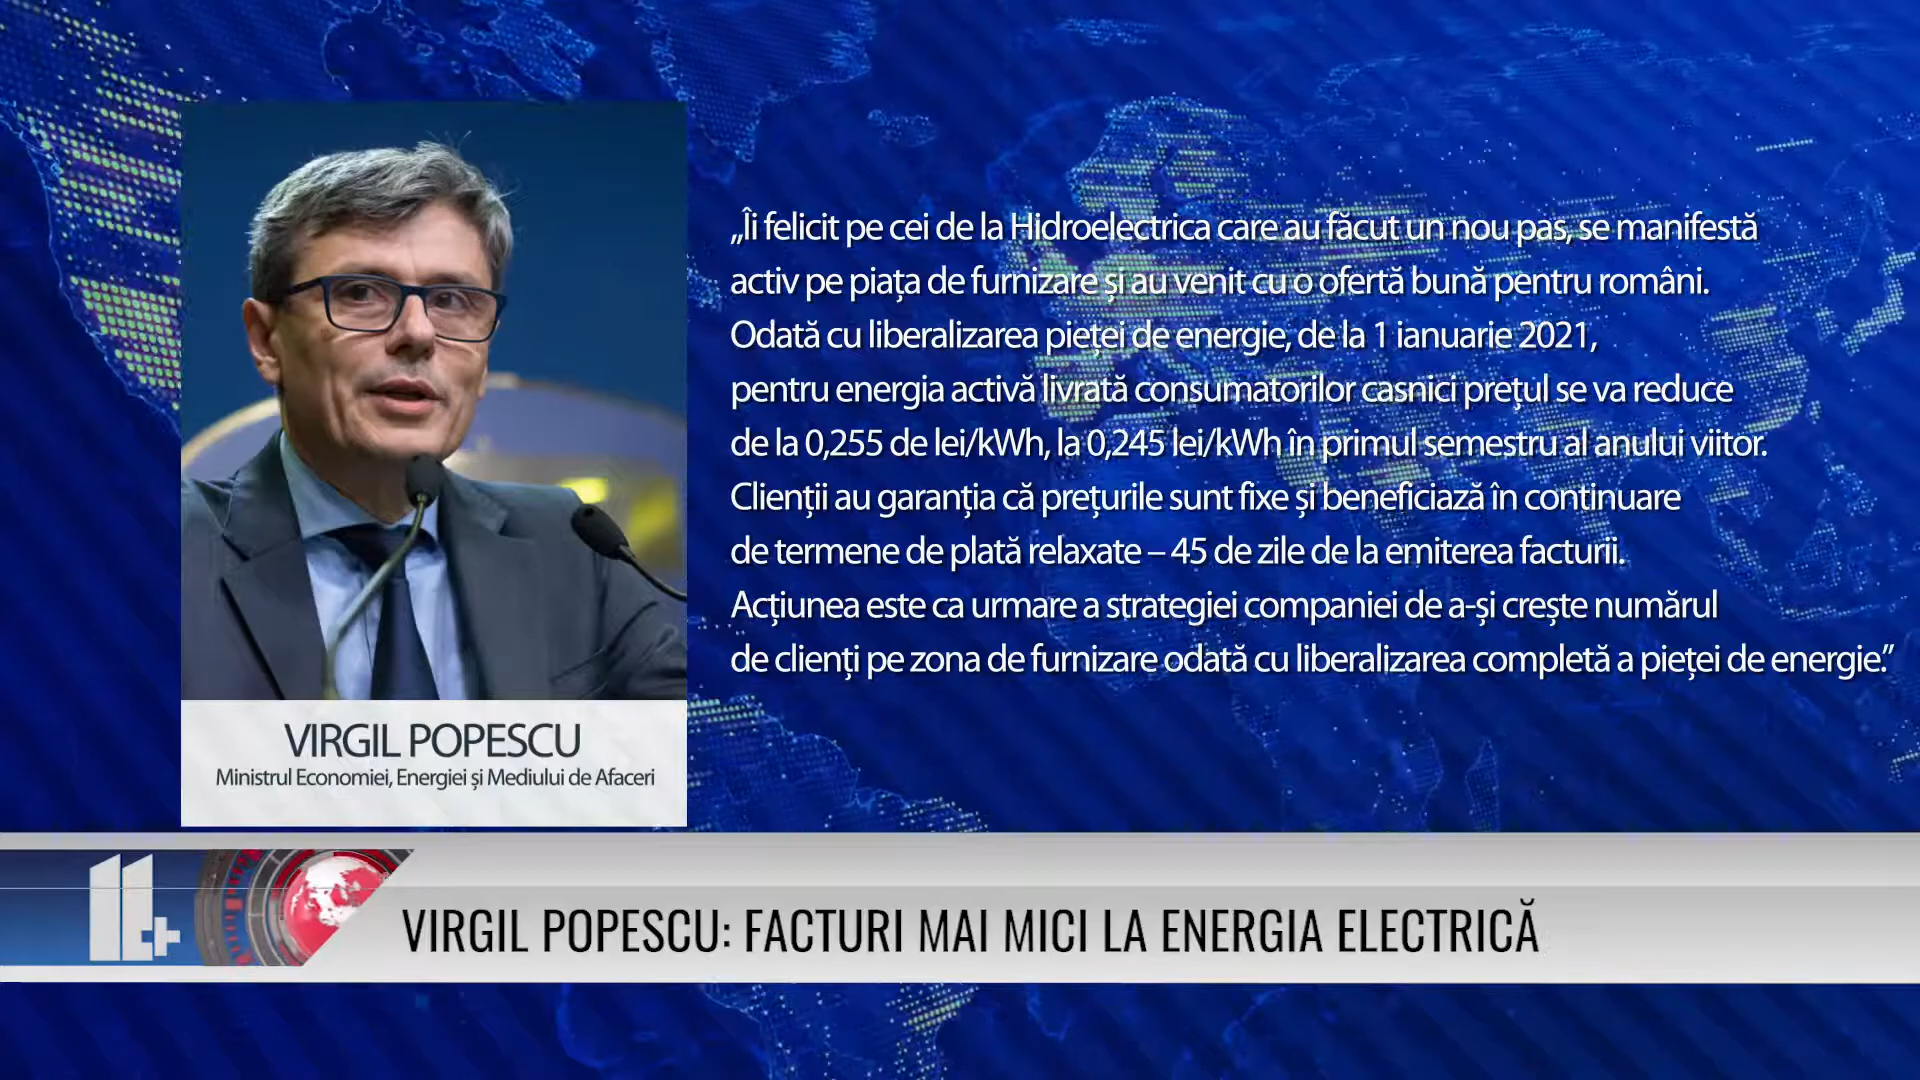 „Îi felicit pe cei de la Hidroelectrica care au făcut un nou pas, se manifestă
activ pe piața de furnizare și au venit cu o ofertă bună pentru români.
Odată cu liberalizarea pieței de energie, de la 1 ianuarie 2021,
pentru energia activă livrată consumatorilor casnici prețul se va reduce
de la 0,255 de lei/kWh, la 0,245 lei/kWh în primul semestru al anului viitor.
Clienții au garanția că prețurile sunt fixe și beneficiază în continuare
de termene de plată relaxate – 45 de zile de la emiterea facturii.
Acțiunea este ca urmare a strategiei companiei de a-și crește numărul
de clienți pe zona de furnizare odată cu liberalizarea completă a pieței de energie.”
VIRGIL POPESCU
Ministrul Economiei, Energiei și Mediului de Afaceri
VIRGIL POPESCU: FACTURI MAI MICI LA ENERGIA ELECTRICĂ